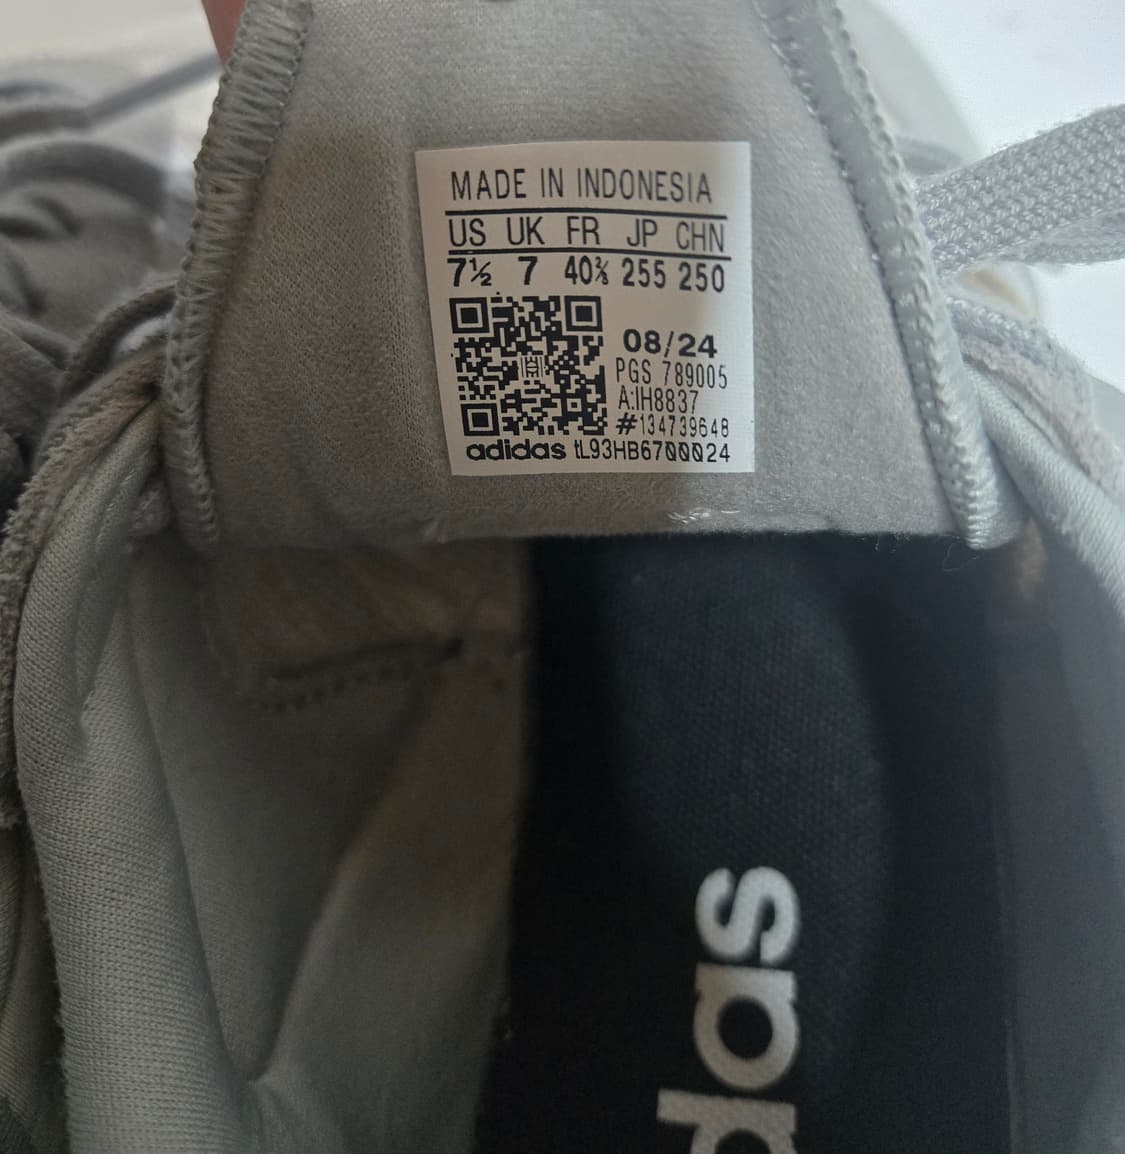 MADE IN INDONESIA
US UK FR JP CHN
7½ 7 40⅔ 255 250
08/24
PGS 789005
A:IH8837
#134739648
adidas tL93HB6700024
das